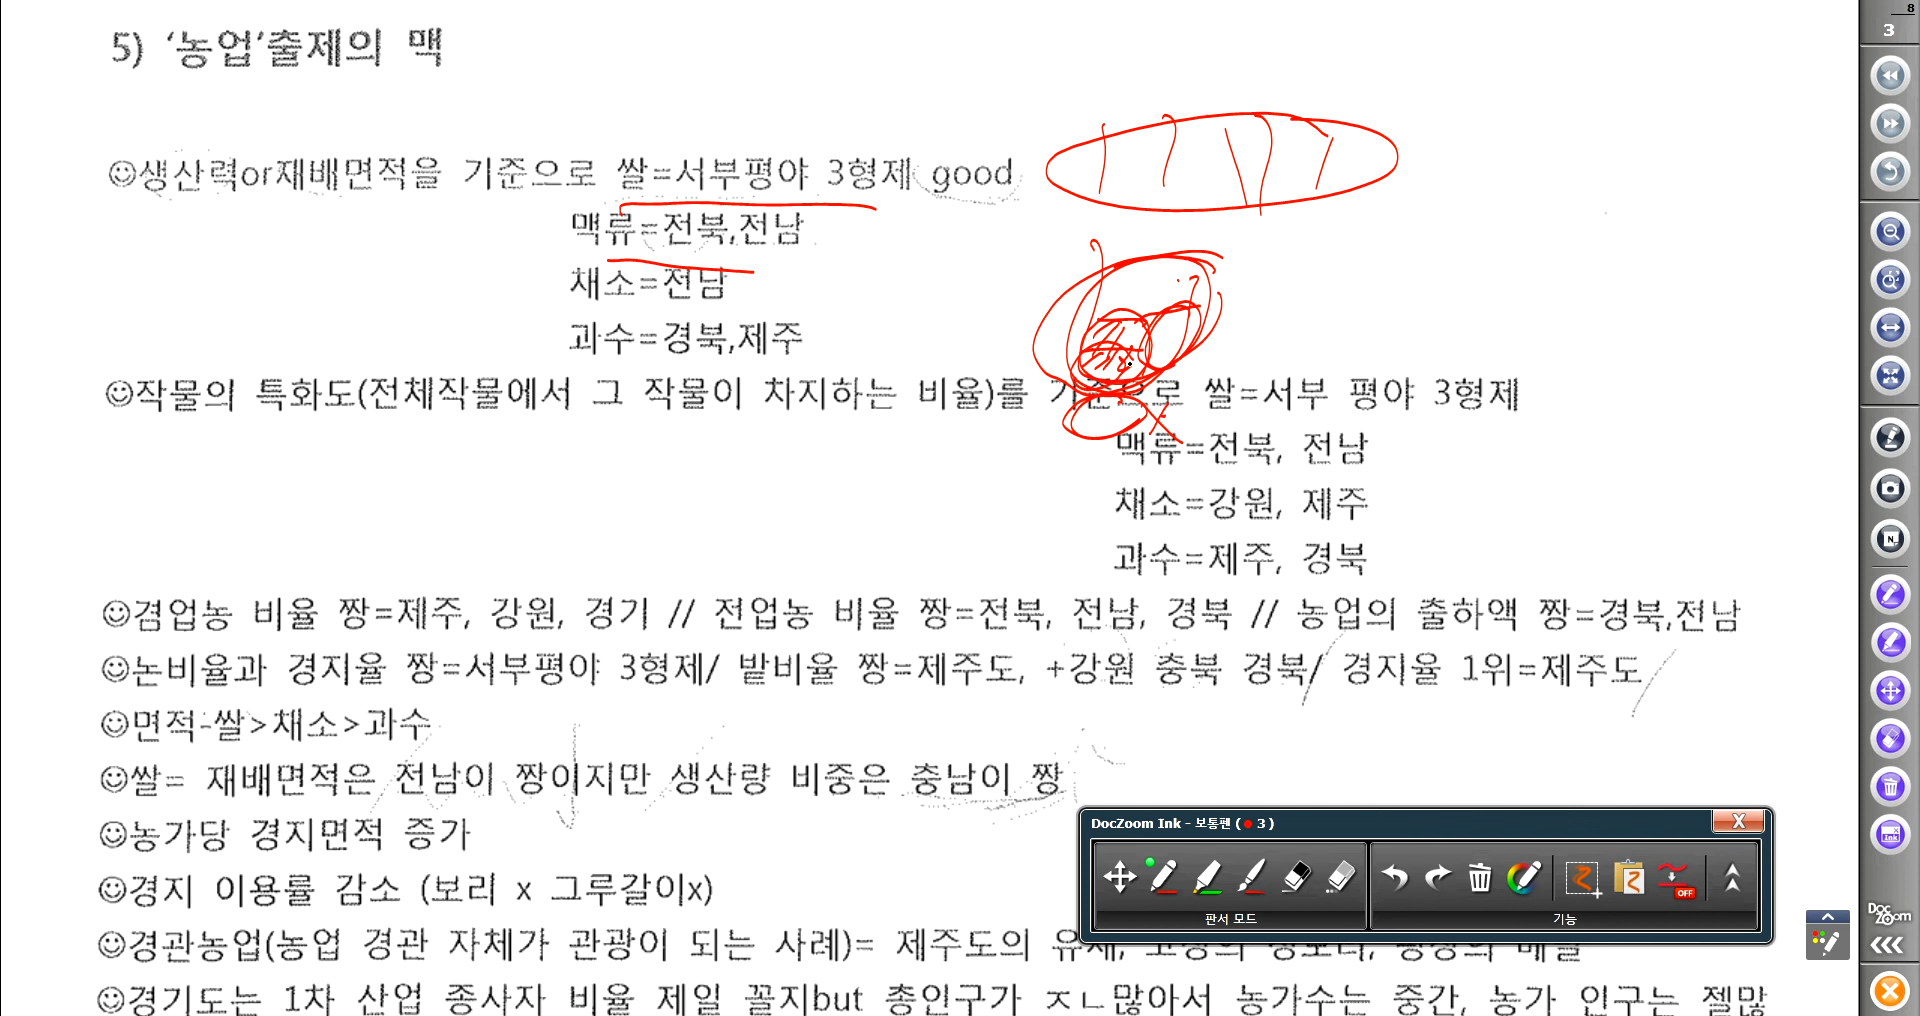 8
3
5) ‘농업’출제의 맥
☺생산력or재배면적을 기준으로 쌀=서부평야 3형제 good
맥류=전북,전남
채소=전남
과수=경북,제주
☺작물의 특화도(전체작물에서 그 작물이 차지하는 비율)를 기준으로 쌀=서부 평야 3형제
맥류=전북, 전남
채소=강원, 제주
과수=제주, 경북
☺겸업농 비율 짱=제주, 강원, 경기 // 전업농 비율 짱=전북, 전남, 경북 // 농업의 출하액 짱=경북,전남
☺논비율과 경지율 짱=서부평야 3형제/ 밭비율 짱=제주도, +강원 충북 경북/ 경지율 1위=제주도
☺면적-쌀>채소>과수
☺쌀= 재배면적은 전남이 짱이지만 생산량 비중은 충남이 짱
☺농가당 경지면적 증가
☺경지 이용률 감소 (보리 x 그루갈이x)
☺경관농업(농업 경관 자체가 관광이 되는 사례)= 제주도의
☺경기도는 1차 산업 종사자 비율 제일 꼴지but 총인구가 ㅈㄴ많아서 농가수는 중간, 농가 인구는 젤많
DocZoom Ink - 보통펜 ( 3 )
X
OFF
판서 모드
기능
N
Ink
Doc Zoom